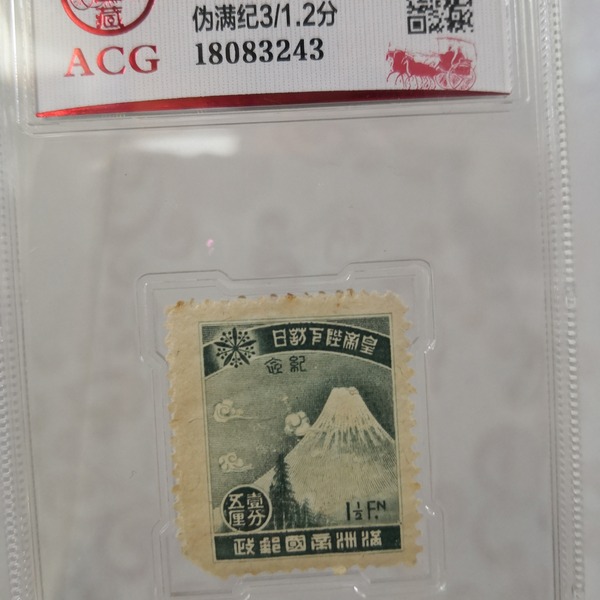 藏
ACG
伪满纪3/1.2分
18083243
皇帝陛下訪日
紀念
壹分
五厘
1½ FN.
滿洲帝國郵政